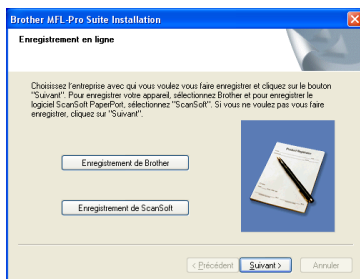 Brother MFL-Pro Suite Installation
Enregistrement en ligne
Choisissez l'entreprise avec qui vous voulez vous faire enregistrer et cliquez sur le bouton
"Suivant". Pour enregistrer votre appareil, sélectionnez Brother et pour enregistrer le
logiciel ScanSoft PaperPort, sélectionnez "ScanSoft". Si vous ne voulez pas vous faire
enregistrer, cliquez sur "Suivant".
Enregistrement de Brother
Enregistrement de ScanSoft
< Précédent
Suivant >
Annuler